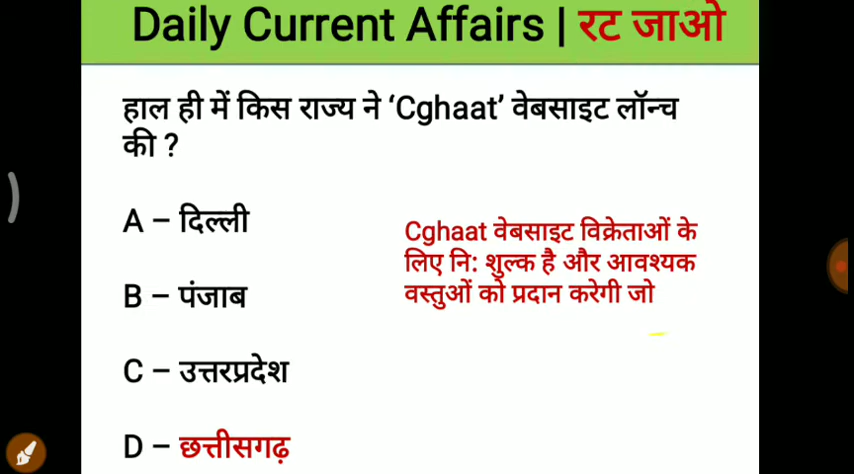 Daily Current Affairs | रट जाओ
हाल ही में किस राज्य ने ‘Cghaat’ वेबसाइट लॉन्च
की ?
A – दिल्ली
B – पंजाब
C – उत्तरप्रदेश
D – छत्तीसगढ़
Cghaat वेबसाइट विक्रेताओं के
लिए नि: शुल्क है और आवश्यक
वस्तुओं को प्रदान करेगी जो